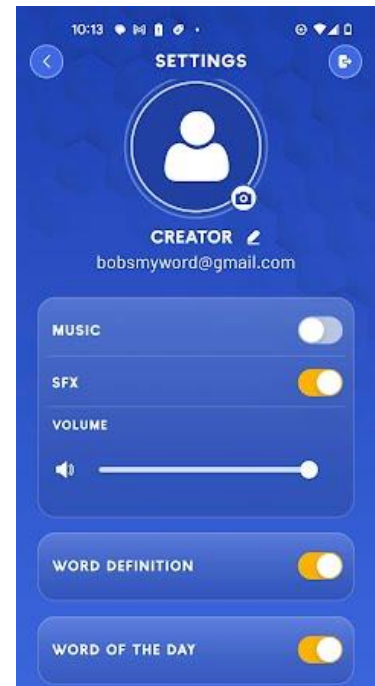 10:13
SETTINGS
CREATOR
bobsmyword@gmail.com
MUSIC
SFX
VOLUME
WORD DEFINITION
WORD OF THE DAY